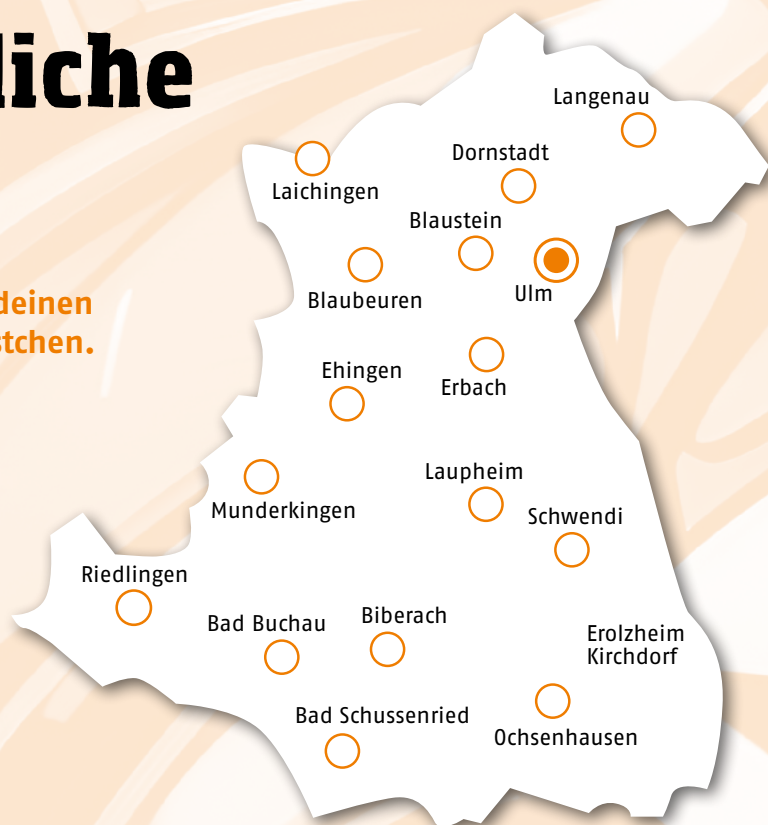 liche
deinen
stchen.
Langenau
Dornstadt
Laichingen
Blaustein
Ulm
Blaubeuren
Ehingen
Erbach
Laupheim
Munderkingen
Schwendi
Riedlingen
Bad Buchau
Biberach
Erolzheim
Kirchdorf
Bad Schussenried
Ochsenhausen